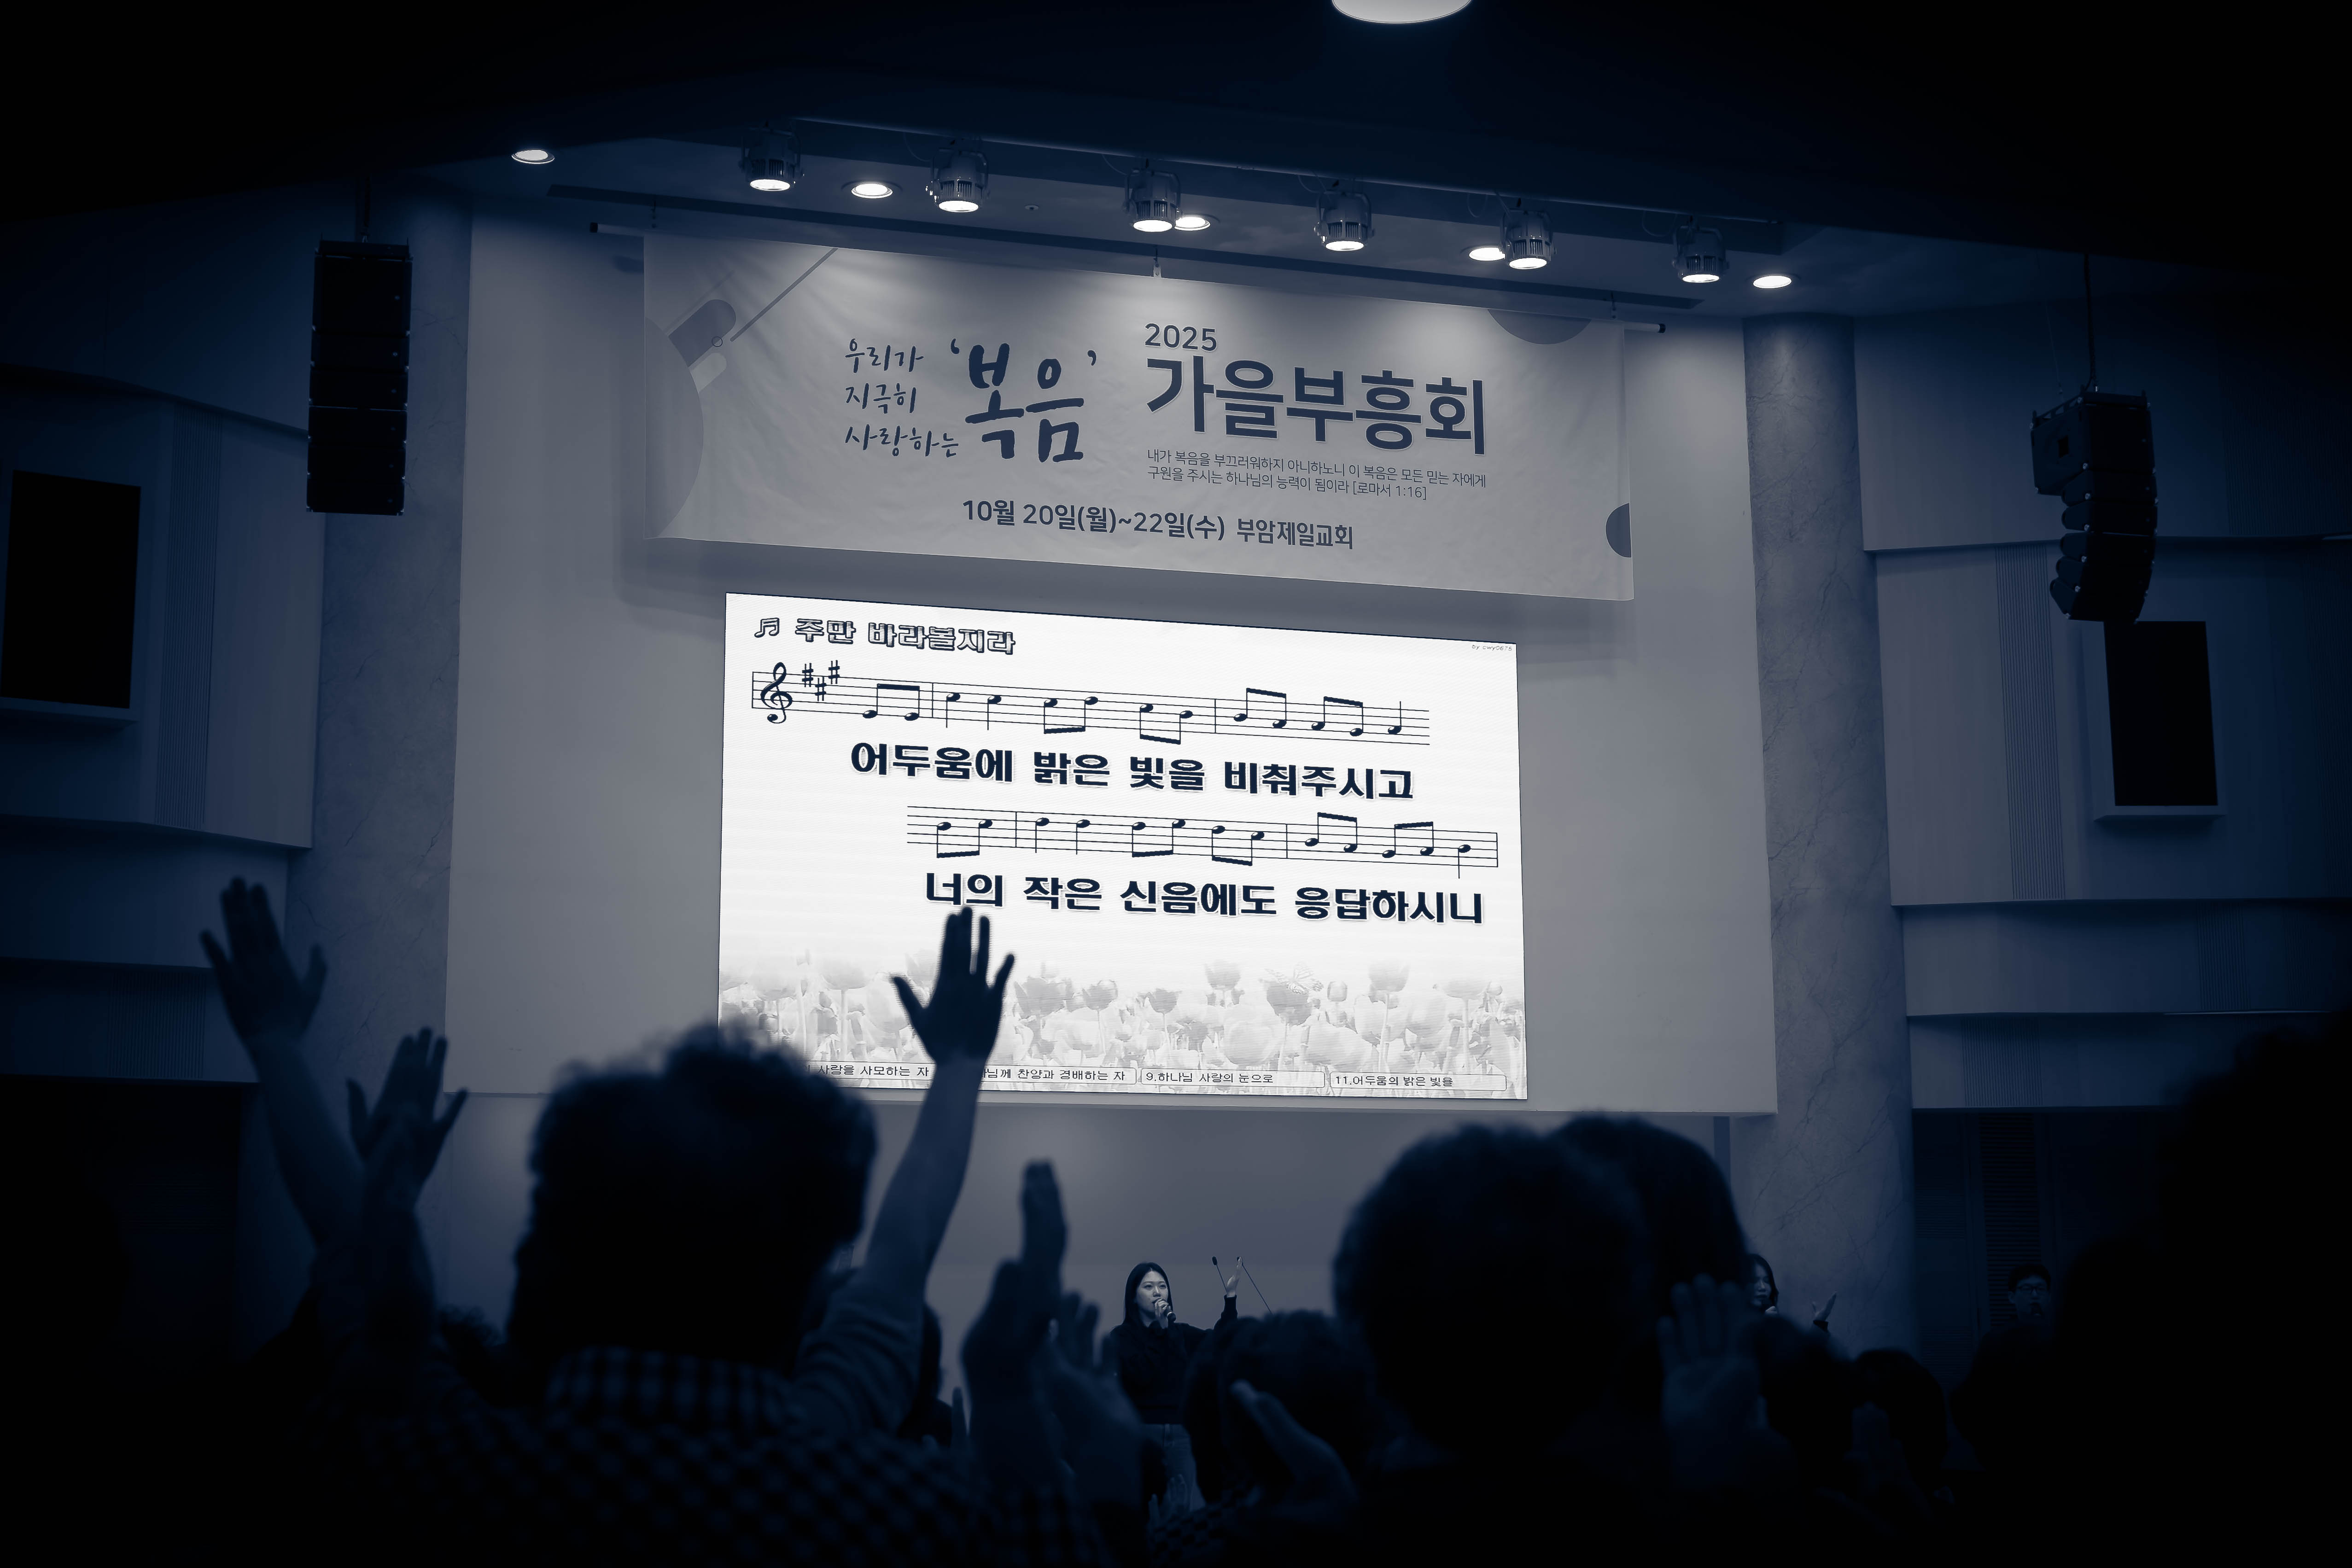 우리가
지극히
사랑하는
'복음'
2025
가을부흥회
내가 복음을 부끄러워하지 아니하노니 이 복음은 모든 믿는 자에게
구원을 주시는 하나님의 능력이 됨이라 [로마서 1:16]
10월 20일(월)~22일(수) 부암제일교회
주만 바라볼지라
어두움에 밝은 빛을 비춰주시고
너의 작은 신음에도 응답하시니
사랑을 사모하는 자
찬양과 경배하는 자
9.하나님 사랑의 눈으로
11.어두움의 밝은 빛을